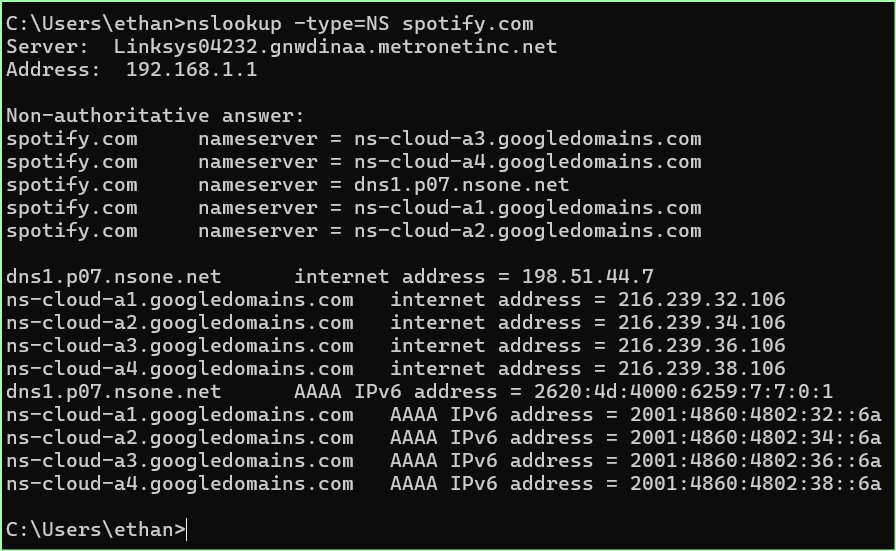 C:\Users\ethan>nslookup -type=NS spotify.com
Server:  Linksys04232.gnwdinaa.metronetinc.net
Address:  192.168.1.1

Non-authoritative answer:
spotify.com     nameserver = ns-cloud-a3.googledomains.com
spotify.com     nameserver = ns-cloud-a4.googledomains.com
spotify.com     nameserver = dns1.p07.nsone.net
spotify.com     nameserver = ns-cloud-a1.googledomains.com
spotify.com     nameserver = ns-cloud-a2.googledomains.com

dns1.p07.nsone.net      internet address = 198.51.44.7
ns-cloud-a1.googledomains.com   internet address = 216.239.32.106
ns-cloud-a2.googledomains.com   internet address = 216.239.34.106
ns-cloud-a3.googledomains.com   internet address = 216.239.36.106
ns-cloud-a4.googledomains.com   internet address = 216.239.38.106
dns1.p07.nsone.net      AAAA IPv6 address = 2620:4d:4000:6259:7:7:0:1
ns-cloud-a1.googledomains.com   AAAA IPv6 address = 2001:4860:4802:32::6a
ns-cloud-a2.googledomains.com   AAAA IPv6 address = 2001:4860:4802:34::6a
ns-cloud-a3.googledomains.com   AAAA IPv6 address = 2001:4860:4802:36::6a
ns-cloud-a4.googledomains.com   AAAA IPv6 address = 2001:4860:4802:38::6a

C:\Users\ethan>